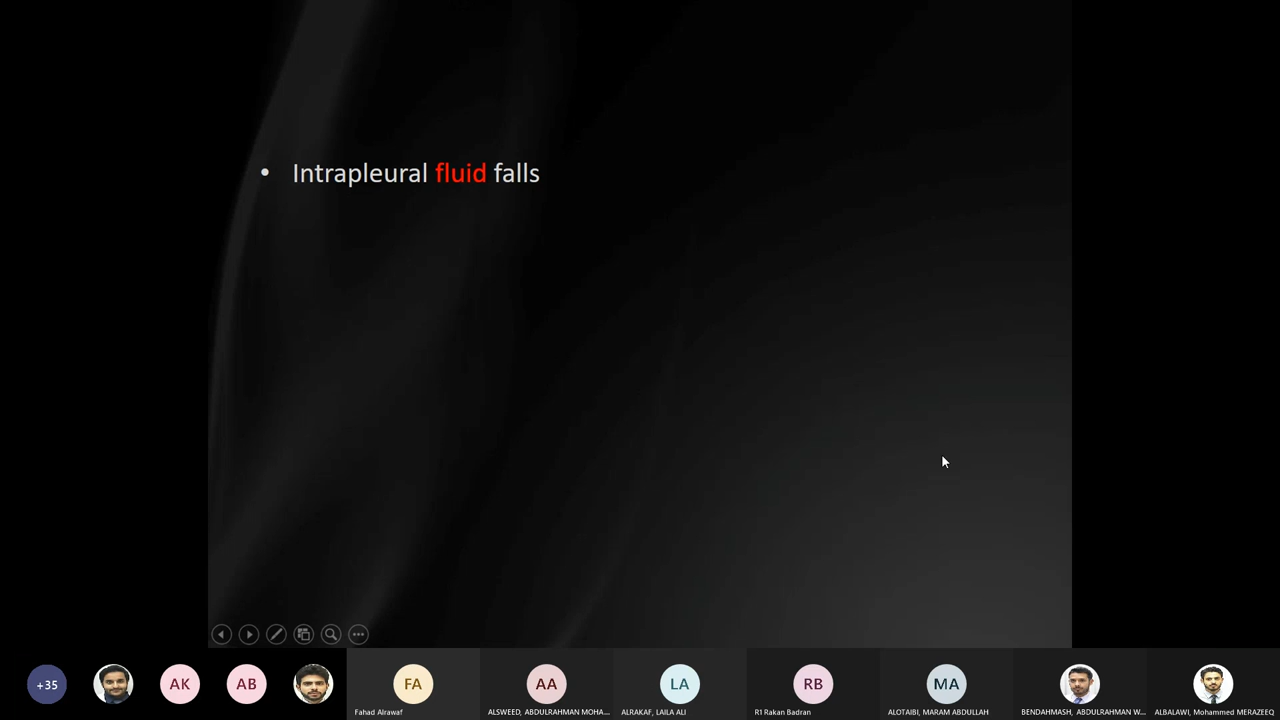 • Intrapleural fluid falls
+35
AK
AB
FA
AA
LA
RB
MA
Fahad Alrawaf
ALSWEED, ABDULRAHMAN MOHA...
ALRAKAF, LAILA ALI
R1 Rakan Badran
ALOTAIBI, MARAM ABDULLAH
BENDAHMASH, ABDULRAHMAN W...
ALBALAWI, Mohammed MERAZEEQ